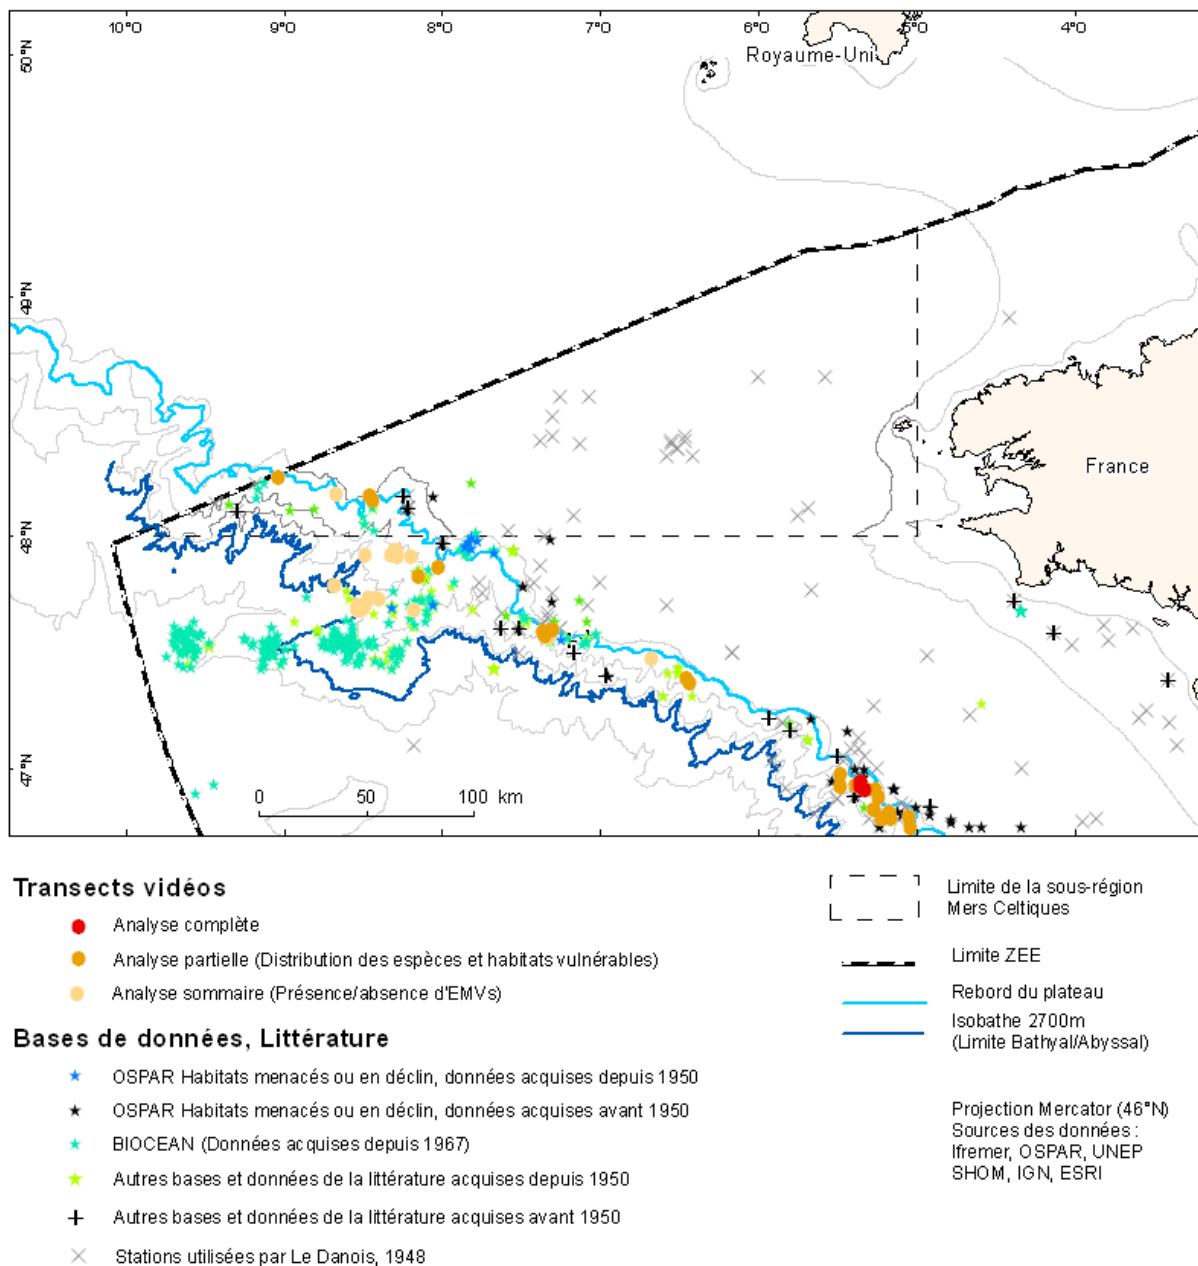 10°0 9°0 8°0 7°0 6°0 5°0 4°0
50°N
Royaume-Uni
49°N
France
48°N
47°N
0 50 100 km
Transects vidéos
Analyse complète
Analyse partielle (Distribution des espèces et habitats vulnérables)
Analyse sommaire (Présence/absence d'EMVs)
Bases de données, Littérature
OSPAR Habitats menacés ou en déclin, données acquises depuis 1950
OSPAR Habitats menacés ou en déclin, données acquises avant 1950
BIOCEAN (Données acquises depuis 1967)
Autres bases et données de la littérature acquises depuis 1950
Autres bases et données de la littérature acquises avant 1950
Stations utilisées par Le Danois, 1948
Limite de la sous-région
Mers Celtiques
Limite ZEE
Rebord du plateau
Isobathe 2700m
(Limite Bathyal/Abyssal)
Projection Mercator (46°N)
Sources des données :
Ifremer, OSPAR, UNEP
SHOM, IGN, ESRI